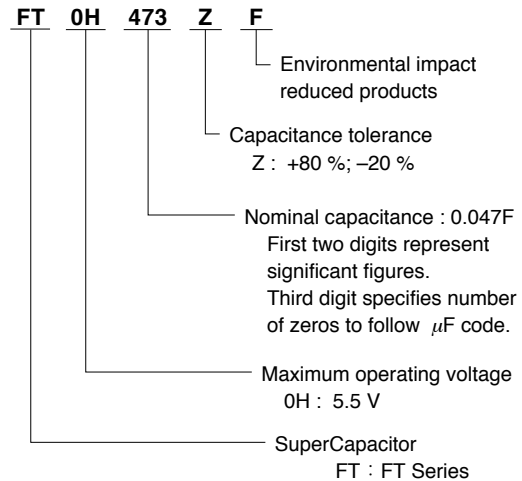 FT 0H 473 Z F
Environmental impact
reduced products
Capacitance tolerance
Z : +80 %; –20 %
Nominal capacitance : 0.047F
First two digits represent
significant figures.
Third digit specifies number
of zeros to follow μF code.
Maximum operating voltage
0H : 5.5 V
SuperCapacitor
FT : FT Series